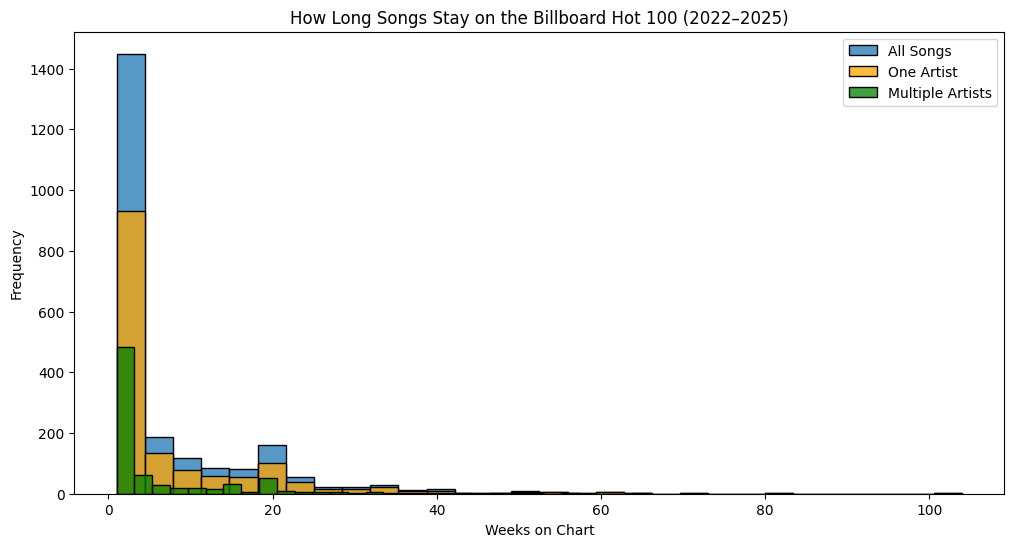 How Long Songs Stay on the Billboard Hot 100 (2022–2025)
All Songs
One Artist
Multiple Artists
1400
1200
1000
800
600
400
200
0
Frequency
0 20 40 60 80 100
Weeks on Chart